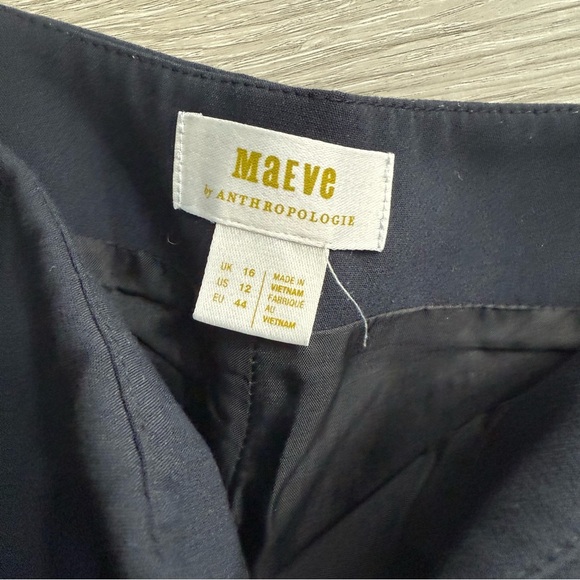 MaEVe
by ANTHROPOLOGIE
UK 16
US 12
EU 44
MADE IN
VIETNAM
FABRIQUÉ
AU
VIETNAM